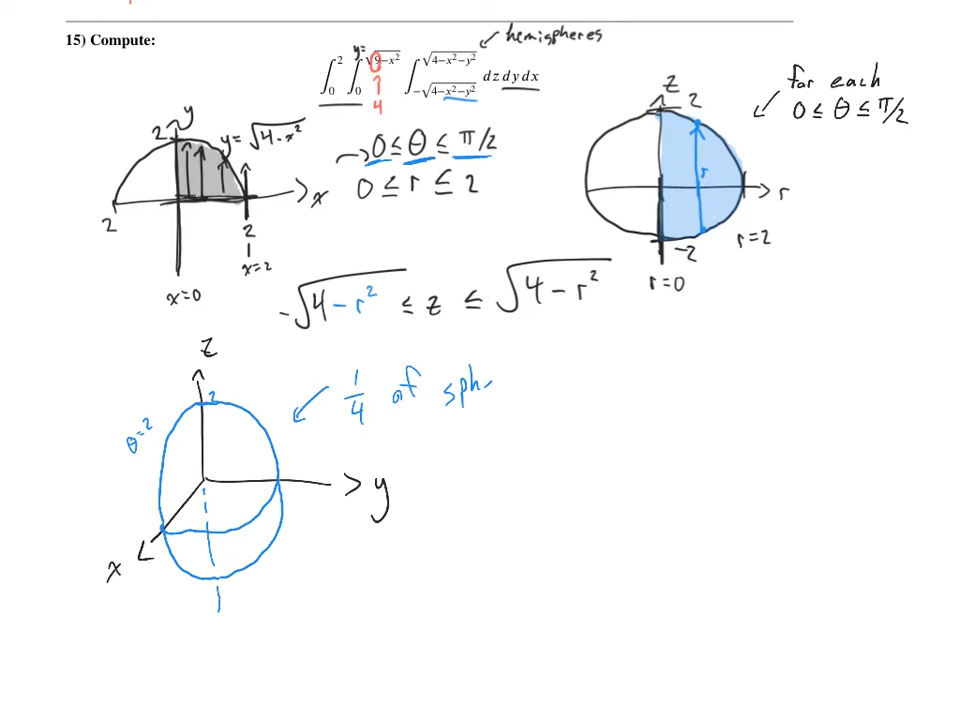 15) Compute:
hemispheres
y=
∫₀² ∫₀^√(9−x²) ∫_{−√(4−x²−y²)}^{√(4−x²−y²)} dz dy dx
4
0 ≤ θ ≤ π/2
0 ≤ r ≤ 2
y
2
y = √(4-x²)
x
2
2
x=2
x=0
z
2
for each
0 ≤ θ ≤ π/2
r
r
-2
r=2
r=0
-√(4-r²) ≤ z ≤ √(4-r²)
z
2
θ=2
1/4 of sph
y
x